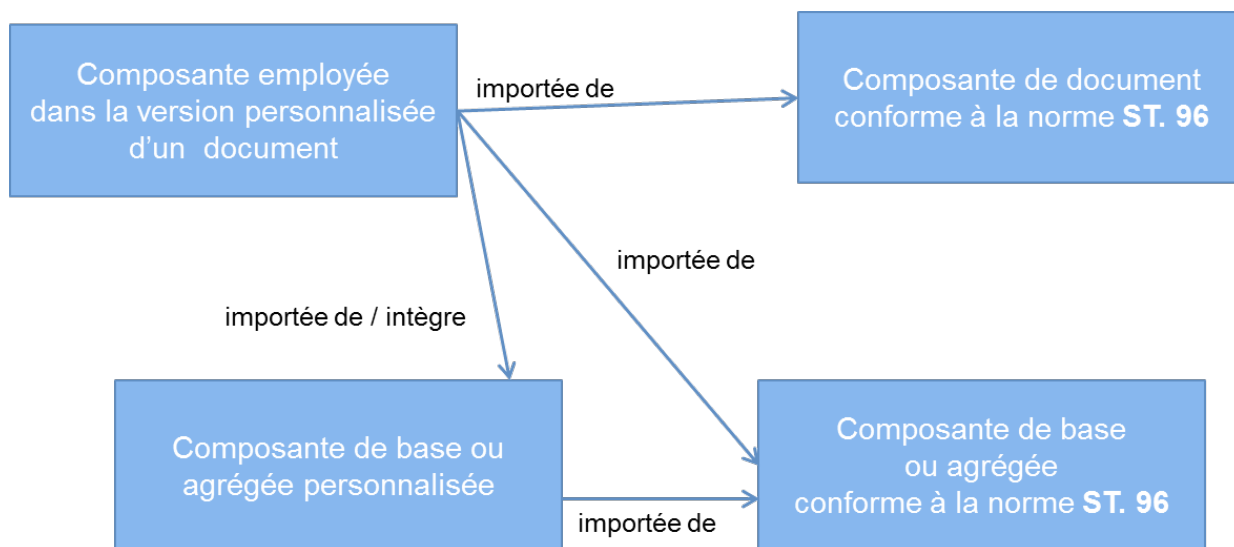 Composante employée
dans la version personnalisée
d'un  document
importée de
Composante de document
conforme à la norme ST. 96
importée de
importée de / intègre
Composante de base ou
agrégée personnalisée
importée de
Composante de base
ou agrégée
conforme à la norme ST. 96